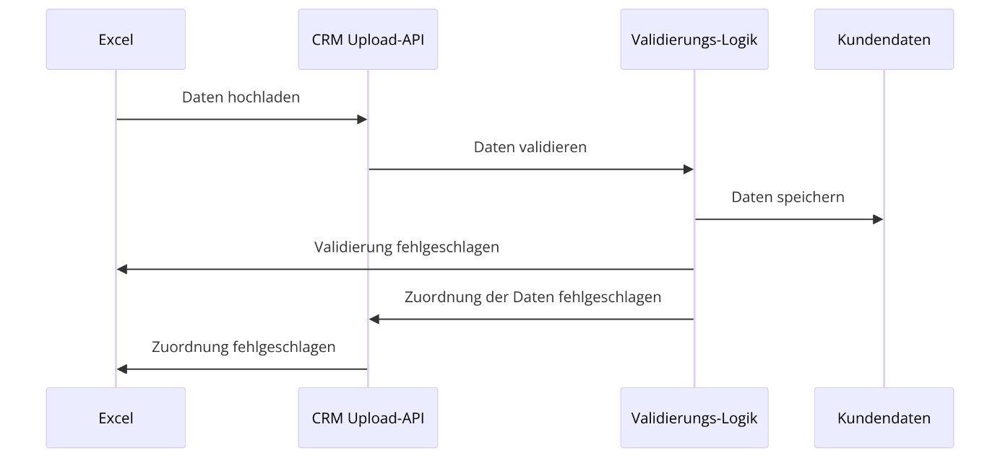 Excel
CRM Upload-API
Validierungs-Logik
Kundendaten
Daten hochladen
Daten validieren
Daten speichern
Validierung fehlgeschlagen
Zuordnung der Daten fehlgeschlagen
Zuordnung fehlgeschlagen
Excel
CRM Upload-API
Validierungs-Logik
Kundendaten